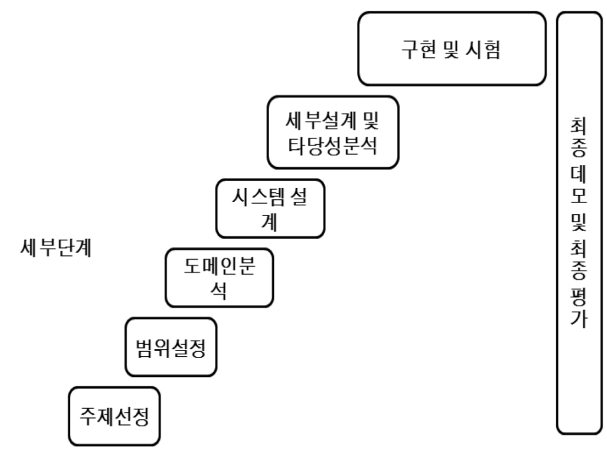 구현 및 시험
세부설계 및
타당성분석
시스템 설
계
세부단계
도메인분
석
범위설정
주제선정
최종 데모 및 최종 평가